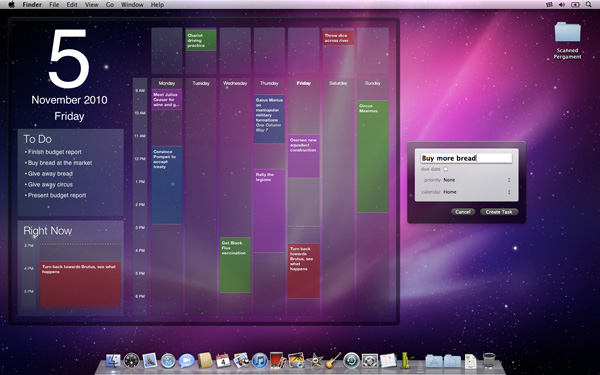 Finder File Edit View Go Window Help
5
November 2010
Friday
To Do
• Finish budget report
• Buy bread at the market
• Give away bread
• Give away circus
• Present budget report
Right Now
3 PM
4 PM
5 PM
Turn back towards Brutus, see what
happens
Chariot
driving
practice
Throw dice
across river
Monday Tuesday Wednesday Thursday Friday Saturday Sunday
9 AM
10 AM
11 AM
12 PM
1 PM
2 PM
3 PM
4 PM
5 PM
6 PM
Meet Julius
Caesar for
wine and g...
Convince
Pompei to
accept
treaty
Get Black
Plus
vaccination
Gaius Marius
on
manipular
military
formations
Rally the
legions
Oversee new
aqueduct
construction
Turn back
towards
Brutus, see
what
happens
Circus
Maximus
Scanned
Pergament
Buy more bread
due date
priority None
calendar Home
Cancel Create Task